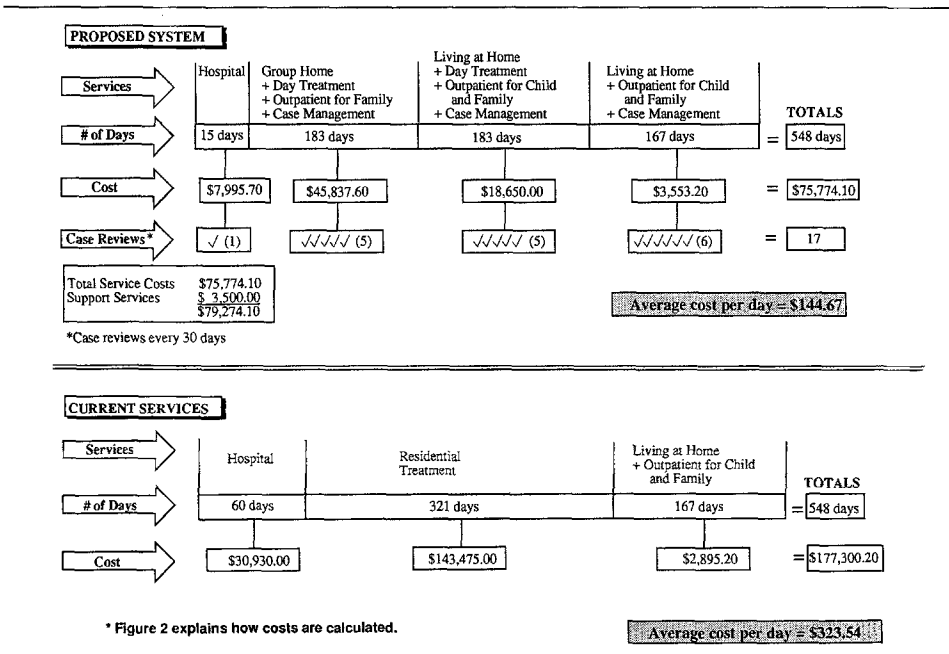 PROPOSED SYSTEM
Services
Hospital
Group Home
+ Day Treatment
+ Outpatient for Family
+ Case Management
Living at Home
+ Day Treatment
+ Outpatient for Child
and Family
+ Case Management
Living at Home
+ Outpatient for Child
and Family
+ Case Management
TOTALS
# of Days
15 days
183 days
183 days
167 days
= 548 days
Cost
$7,995.70
$45,837.60
$18,650.00
$3,553.20
= $75,774.10
Case Reviews*
√ (1)
√√√√√ (5)
√√√√√ (5)
√√√√√√ (6)
= 17
Total Service Costs $75,774.10
Support Services $ 3,500.00
$79,274.10
Average cost per day = $144.67
*Case reviews every 30 days
CURRENT SERVICES
Services
Hospital
Residential
Treatment
Living at Home
+ Outpatient for Child
and Family
TOTALS
# of Days
60 days
321 days
167 days
= 548 days
Cost
$30,930.00
$143,475.00
$2,895.20
= $177,300.20
* Figure 2 explains how costs are calculated.
Average cost per day = $323.54